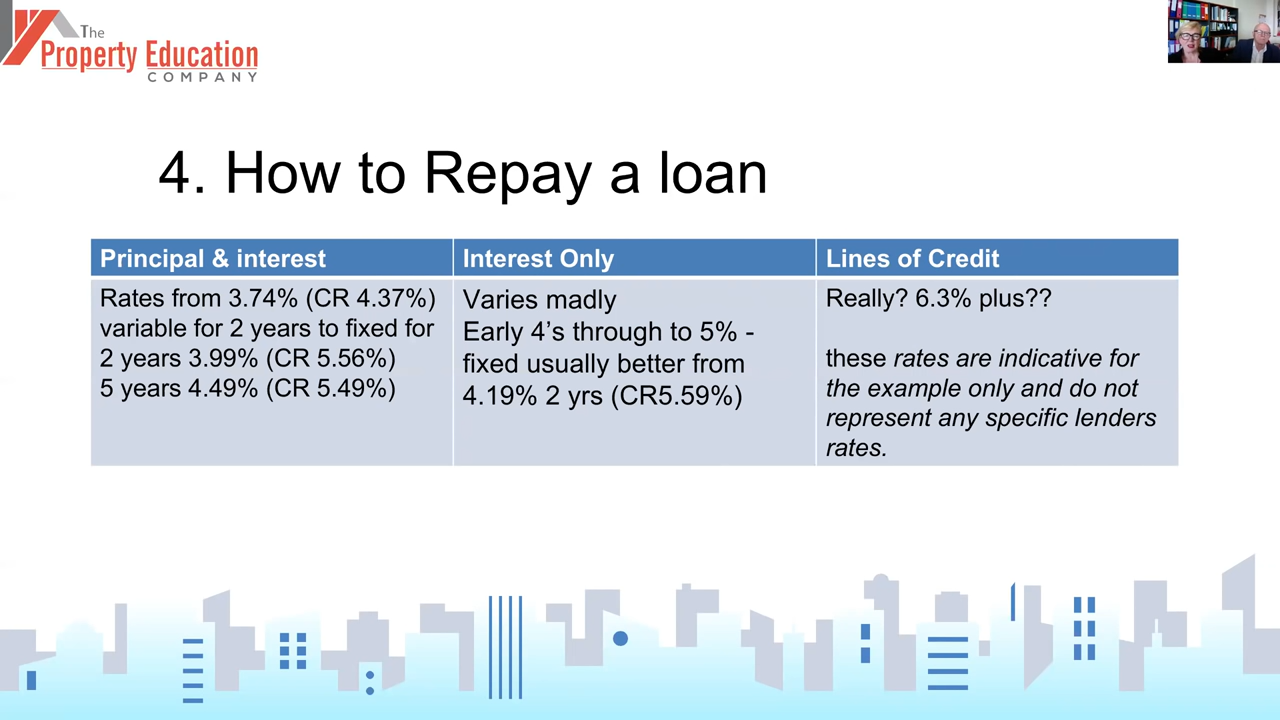 The
Property Education
COMPANY
4. How to Repay a loan
Principal & interest
Rates from 3.74% (CR 4.37%)
variable for 2 years to fixed for
2 years 3.99% (CR 5.56%)
5 years 4.49% (CR 5.49%)
Interest Only
Varies madly
Early 4’s through to 5% -
fixed usually better from
4.19% 2 yrs (CR5.59%)
Lines of Credit
Really? 6.3% plus??
these rates are indicative for
the example only and do not
represent any specific lenders
rates.